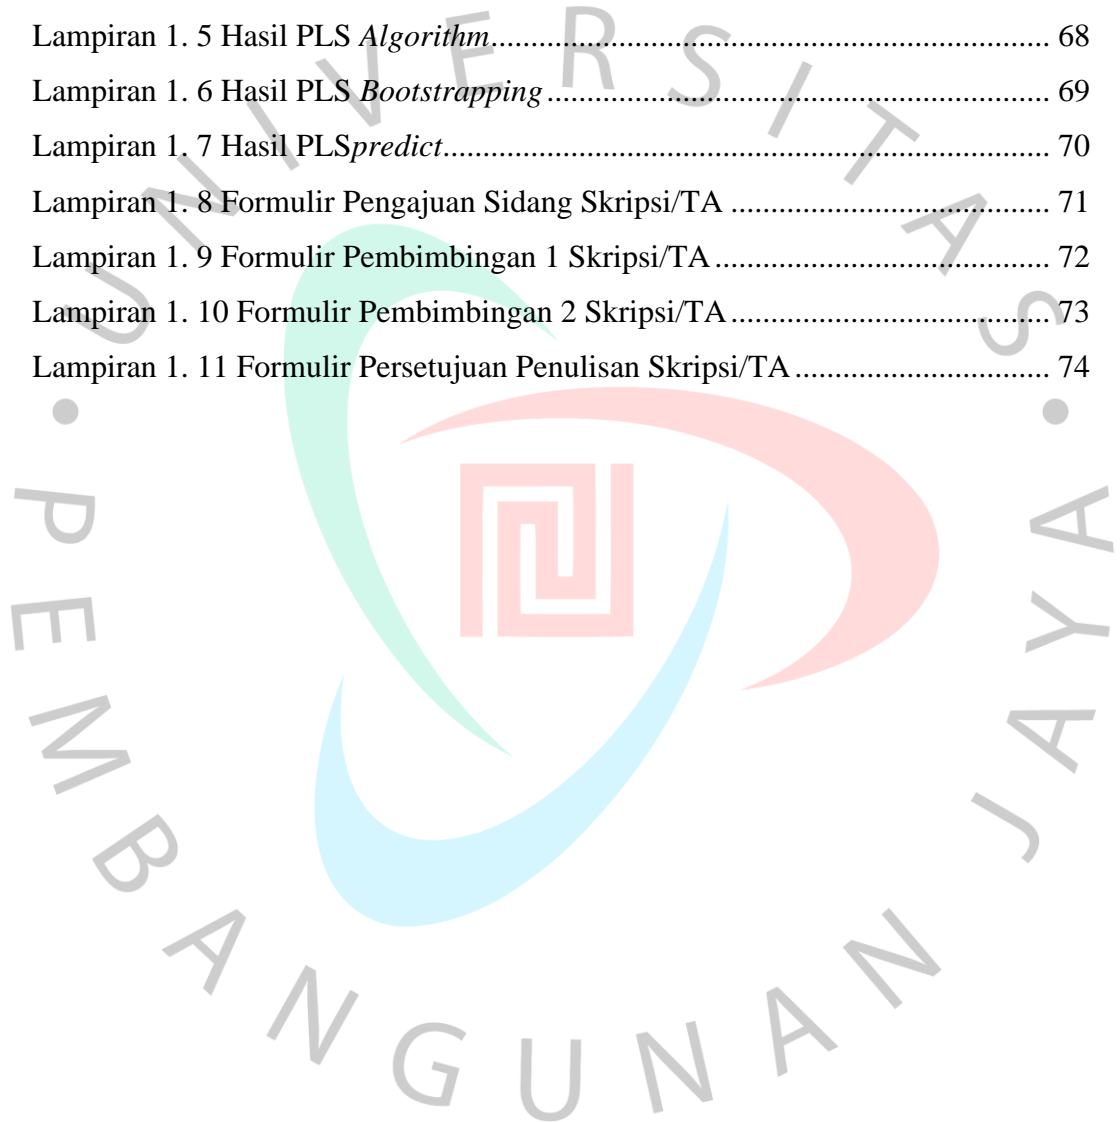 Lampiran 1. 5 Hasil PLS Algorithm.......................................................................... 68
Lampiran 1. 6 Hasil PLS Bootstrapping.................................................................. 69
Lampiran 1. 7 Hasil PLSpredict............................................................................... 70
Lampiran 1. 8 Formulir Pengajuan Sidang Skripsi/TA ........................................ 71
Lampiran 1. 9 Formulir Pembimbingan 1 Skripsi/TA.......................................... 72
Lampiran 1. 10 Formulir Pembimbingan 2 Skripsi/TA........................................ 73
Lampiran 1. 11 Formulir Persetujuan Penulisan Skripsi/TA................................ 74
UNIVERSITAS • PEMBANGUNAN JAYA •